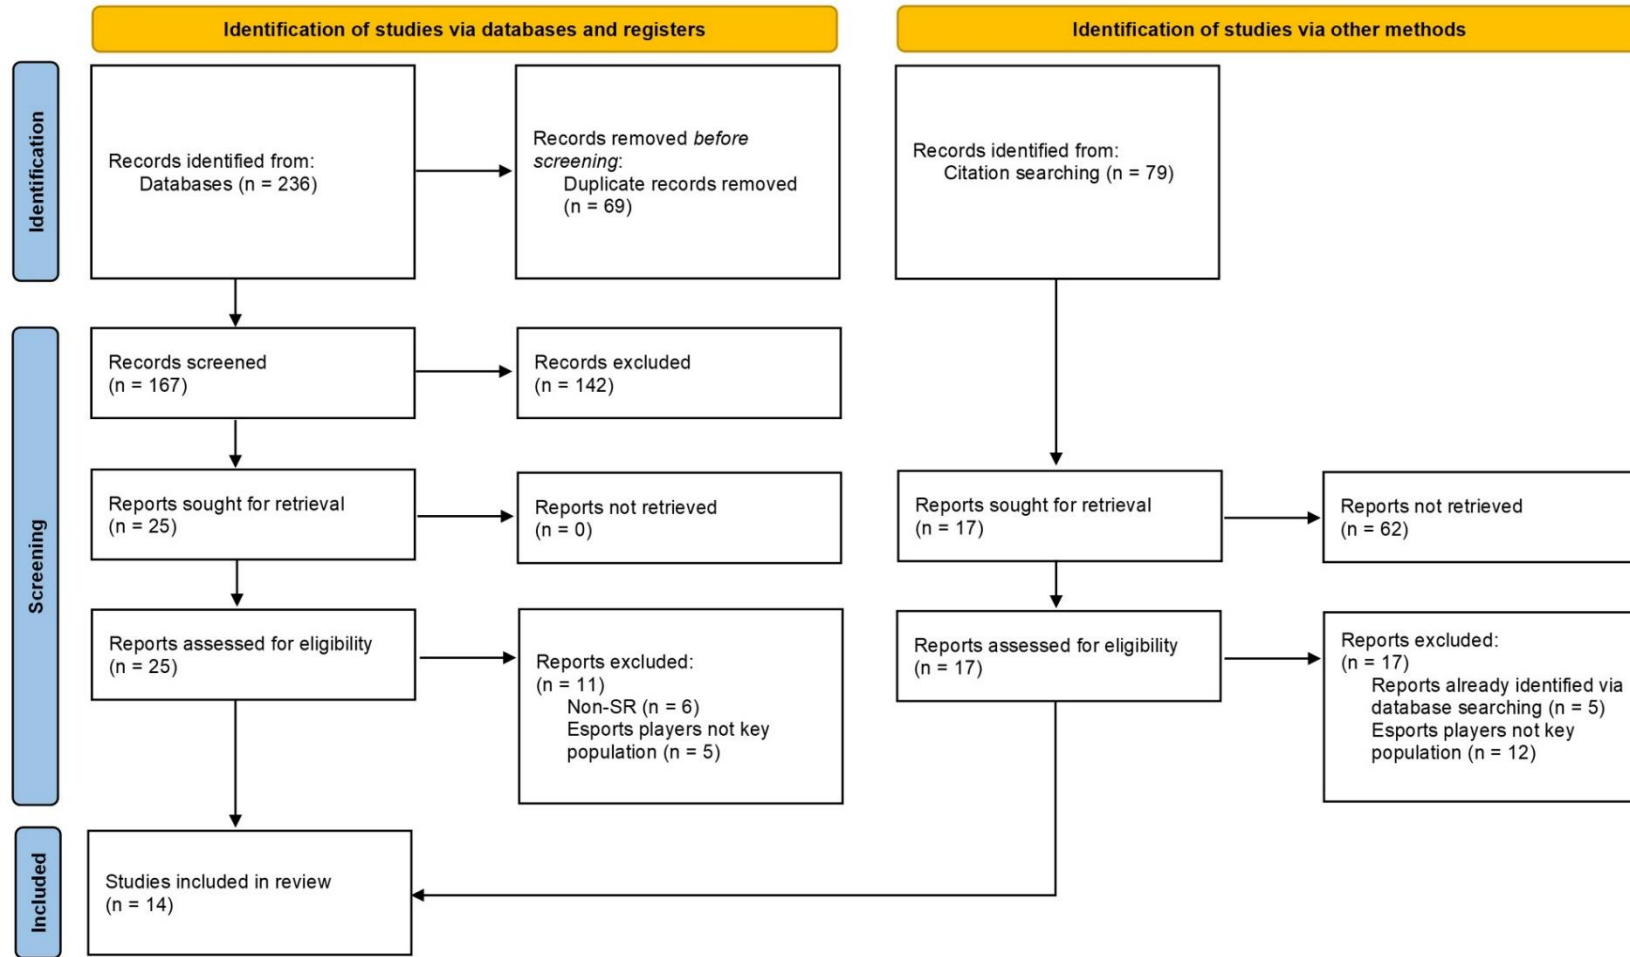 Identification of studies via databases and registers
Identification of studies via other methods
Identification
Records identified from:
Databases (n = 236)
Records removed before
screening:
Duplicate records removed
(n = 69)
Records identified from:
Citation searching (n = 79)
Screening
Records screened
(n = 167)
Records excluded
(n = 142)
Reports sought for retrieval
(n = 25)
Reports not retrieved
(n = 0)
Reports sought for retrieval
(n = 17)
Reports not retrieved
(n = 62)
Reports assessed for eligibility
(n = 25)
Reports excluded:
(n = 11)
Non-SR (n = 6)
Esports players not key
population (n = 5)
Reports assessed for eligibility
(n = 17)
Reports excluded:
(n = 17)
Reports already identified via
database searching (n = 5)
Esports players not key
population (n = 12)
Included
Studies included in review
(n = 14)